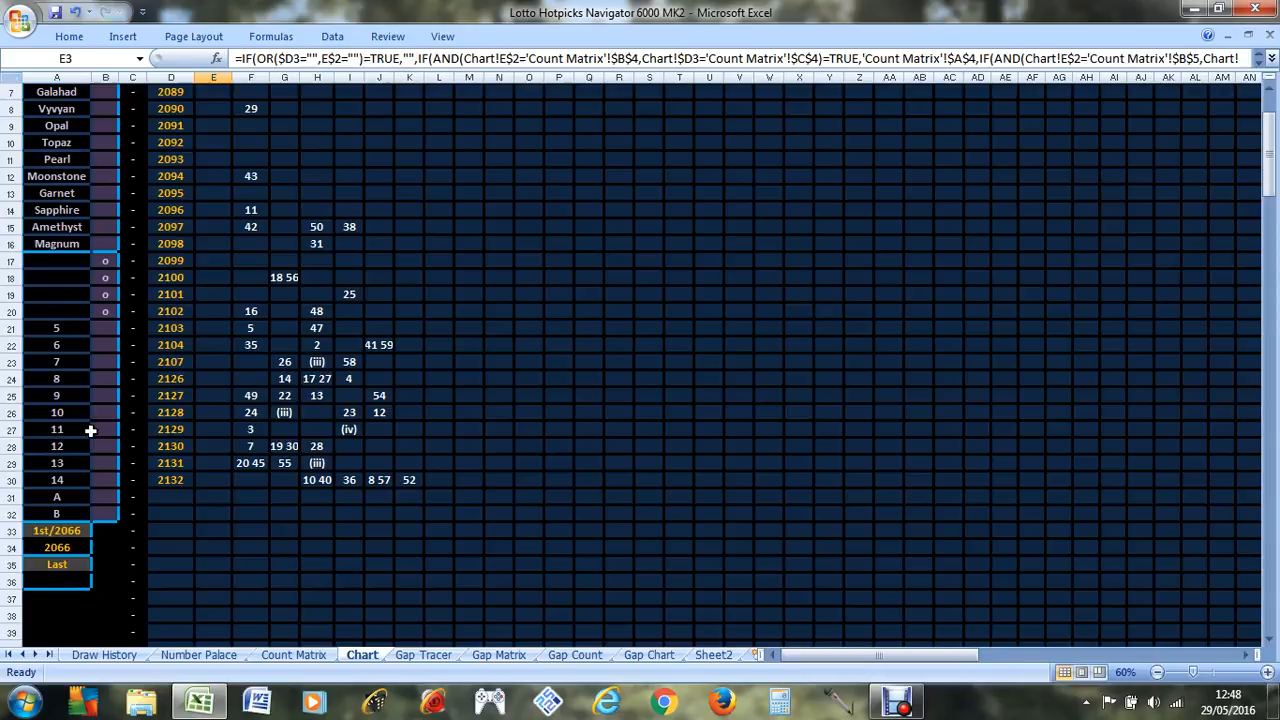 Lotto Hotpicks Navigator 6000 MK2 - Microsoft Excel
Home Insert Page Layout Formulas Data Review View
E3 fx =IF(OR($D3="",E$2="")=TRUE,"",IF(AND(Chart!E$2='Count Matrix'!$B$4,Chart!$D3='Count Matrix'!$C$4)=TRUE,'Count Matrix'!$A$4,IF(AND(Chart!E$2='Count Matrix'!$B$5,Chart!
A B C D E F G H I J K L M N O P Q R S T U V W X Y Z AA AB AC AD AE AF AG AH AI AJ AK AL AM AN
7 Galahad - 2089
8 Vyvyan - 2090 29
9 Opal - 2091
10 Topaz - 2092
11 Pearl - 2093
12 Moonstone - 2094 43
13 Garnet - 2095
14 Sapphire - 2096 11
15 Amethyst - 2097 42 50 38
16 Magnum - 2098 31
17 o - 2099
18 o - 2100 18 56
19 o - 2101 25
20 o - 2102 16 48
21 5 - 2103 5 47
22 6 - 2104 35 2 41 59
23 7 - 2107 26 (iii) 58
24 8 - 2126 14 17 27 4
25 9 - 2127 49 22 13 54
26 10 - 2128 24 (iii) 23 12
27 11 - 2129 3 (iv)
28 12 - 2130 7 19 30 28
29 13 - 2131 20 45 55 (iii)
30 14 - 2132 10 40 36 8 57 52
31 A -
32 B -
33 1st/2066 -
34 2066 -
35 Last -
36 -
37 -
38 -
39 -
Draw History Number Palace Count Matrix Chart Gap Tracer Gap Matrix Gap Count Gap Chart Sheet2
Ready 60%
12:48
29/05/2016